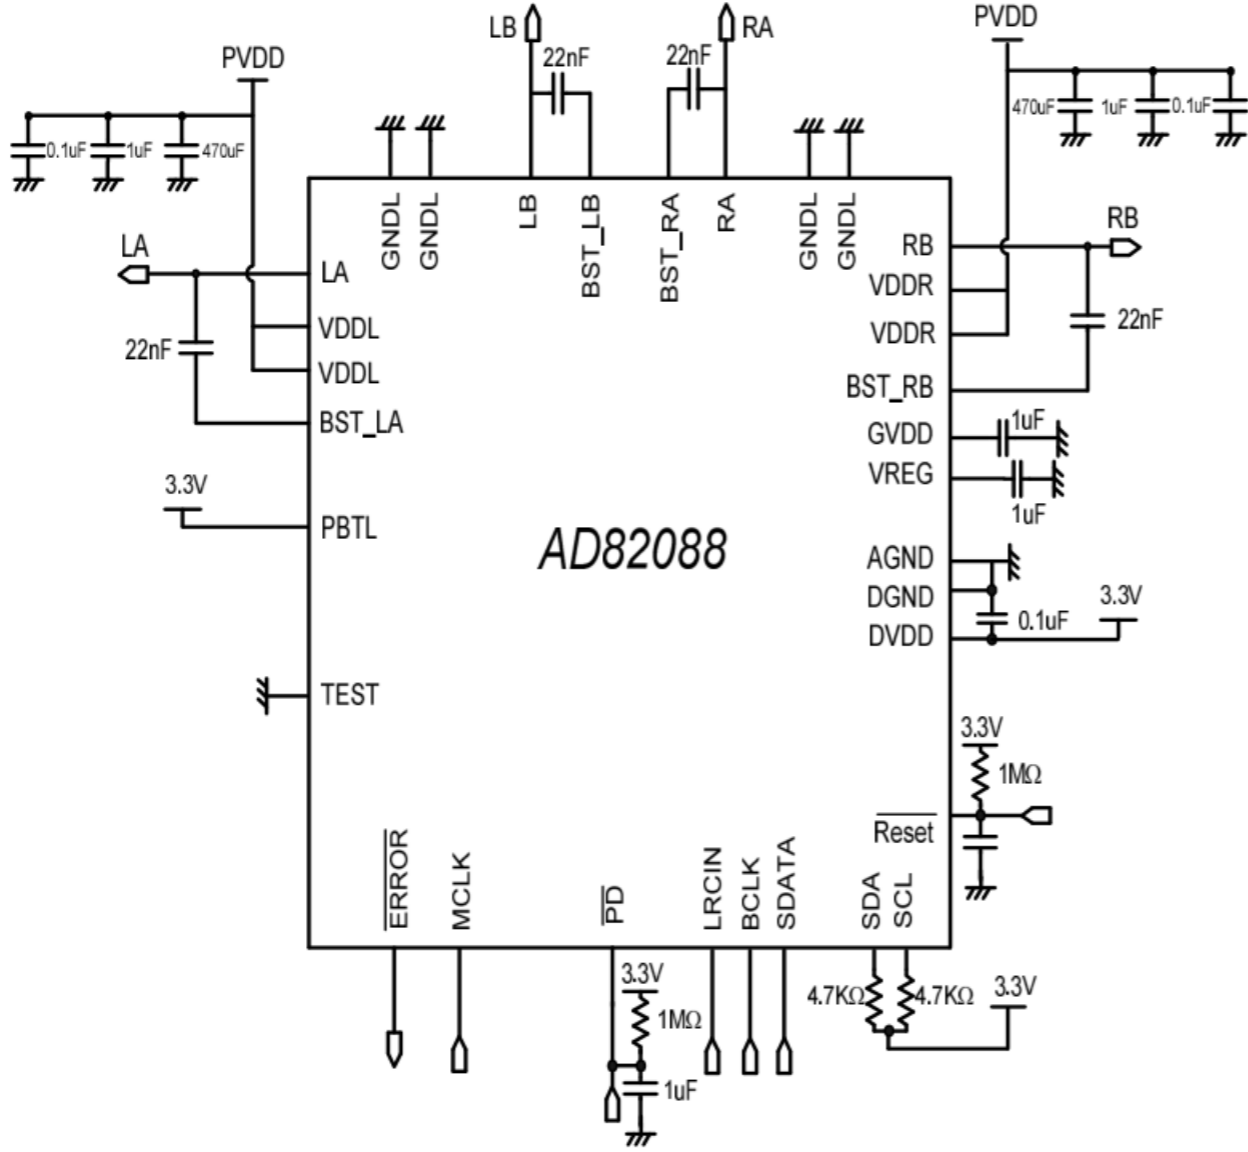 LB
RA
PVDD
PVDD
22nF
22nF
0.1uF
1uF
470uF
470uF
1uF
0.1uF
GNDL
GNDL
LB
BST_LB
BST_RA
RA
GNDL
GNDL
LA
LA
22nF
VDDL
VDDL
BST_LA
3.3V
PBTL
TEST
AD82088
RB
RB
VDDR
VDDR
22nF
BST_RB
GVDD
1uF
VREG
1uF
AGND
DGND
DVDD
0.1uF
3.3V
3.3V
1MΩ
Reset
ERROR
MCLK
PD
LRCIN
BCLK
SDATA
SDA
SCL
3.3V
1MΩ
1uF
4.7KΩ
4.7KΩ
3.3V